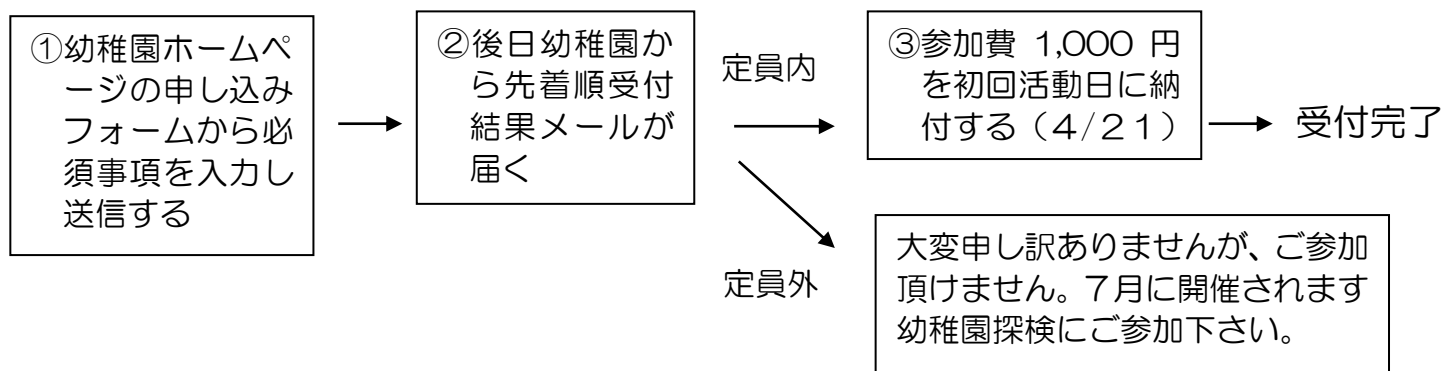 ①幼稚園ホームペ
ージの申し込み
フォームから必
須事項を入力し
送信する
②後日幼稚園か
ら先着順受付
結果メールが
届く
定員内
③参加費 1,000 円
を初回活動日に納
付する（4/２１）
受付完了
定員外
大変申し訳ありませんが、ご参加
頂けません。７月に開催されます
幼稚園探検にご参加下さい。